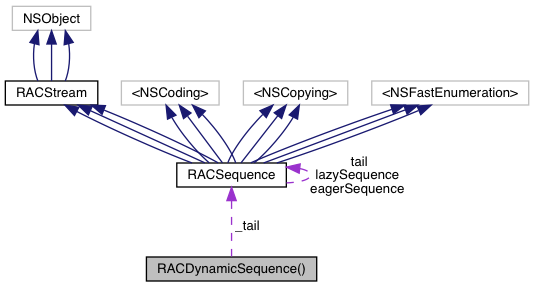 NSObject
RACStream
<NSCoding>
<NSCopying>
<NSFastEnumeration>
RACSequence
tail
lazySequence
eagerSequence
_tail
RACDynamicSequence()